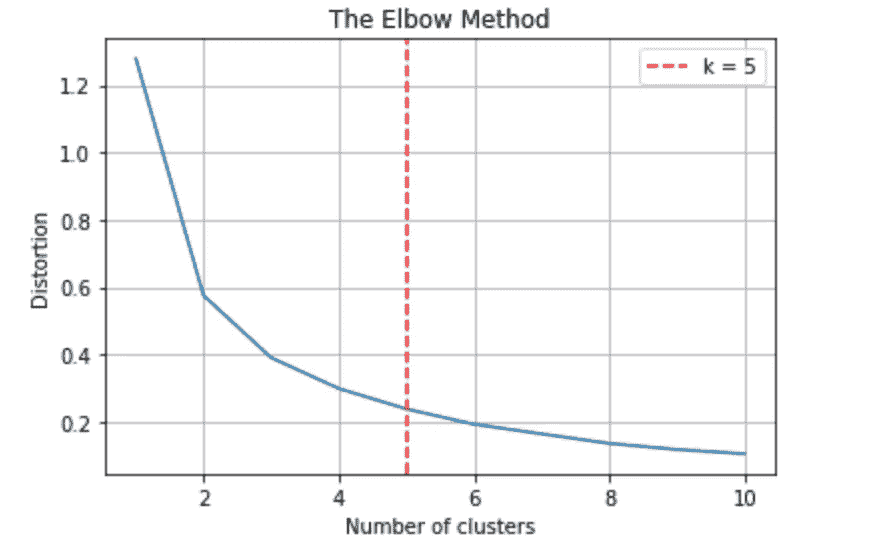 The Elbow Method
k = 5
1.2
1.0
0.8
0.6
0.4
0.2
Distortion
2 4 6 8 10
Number of clusters